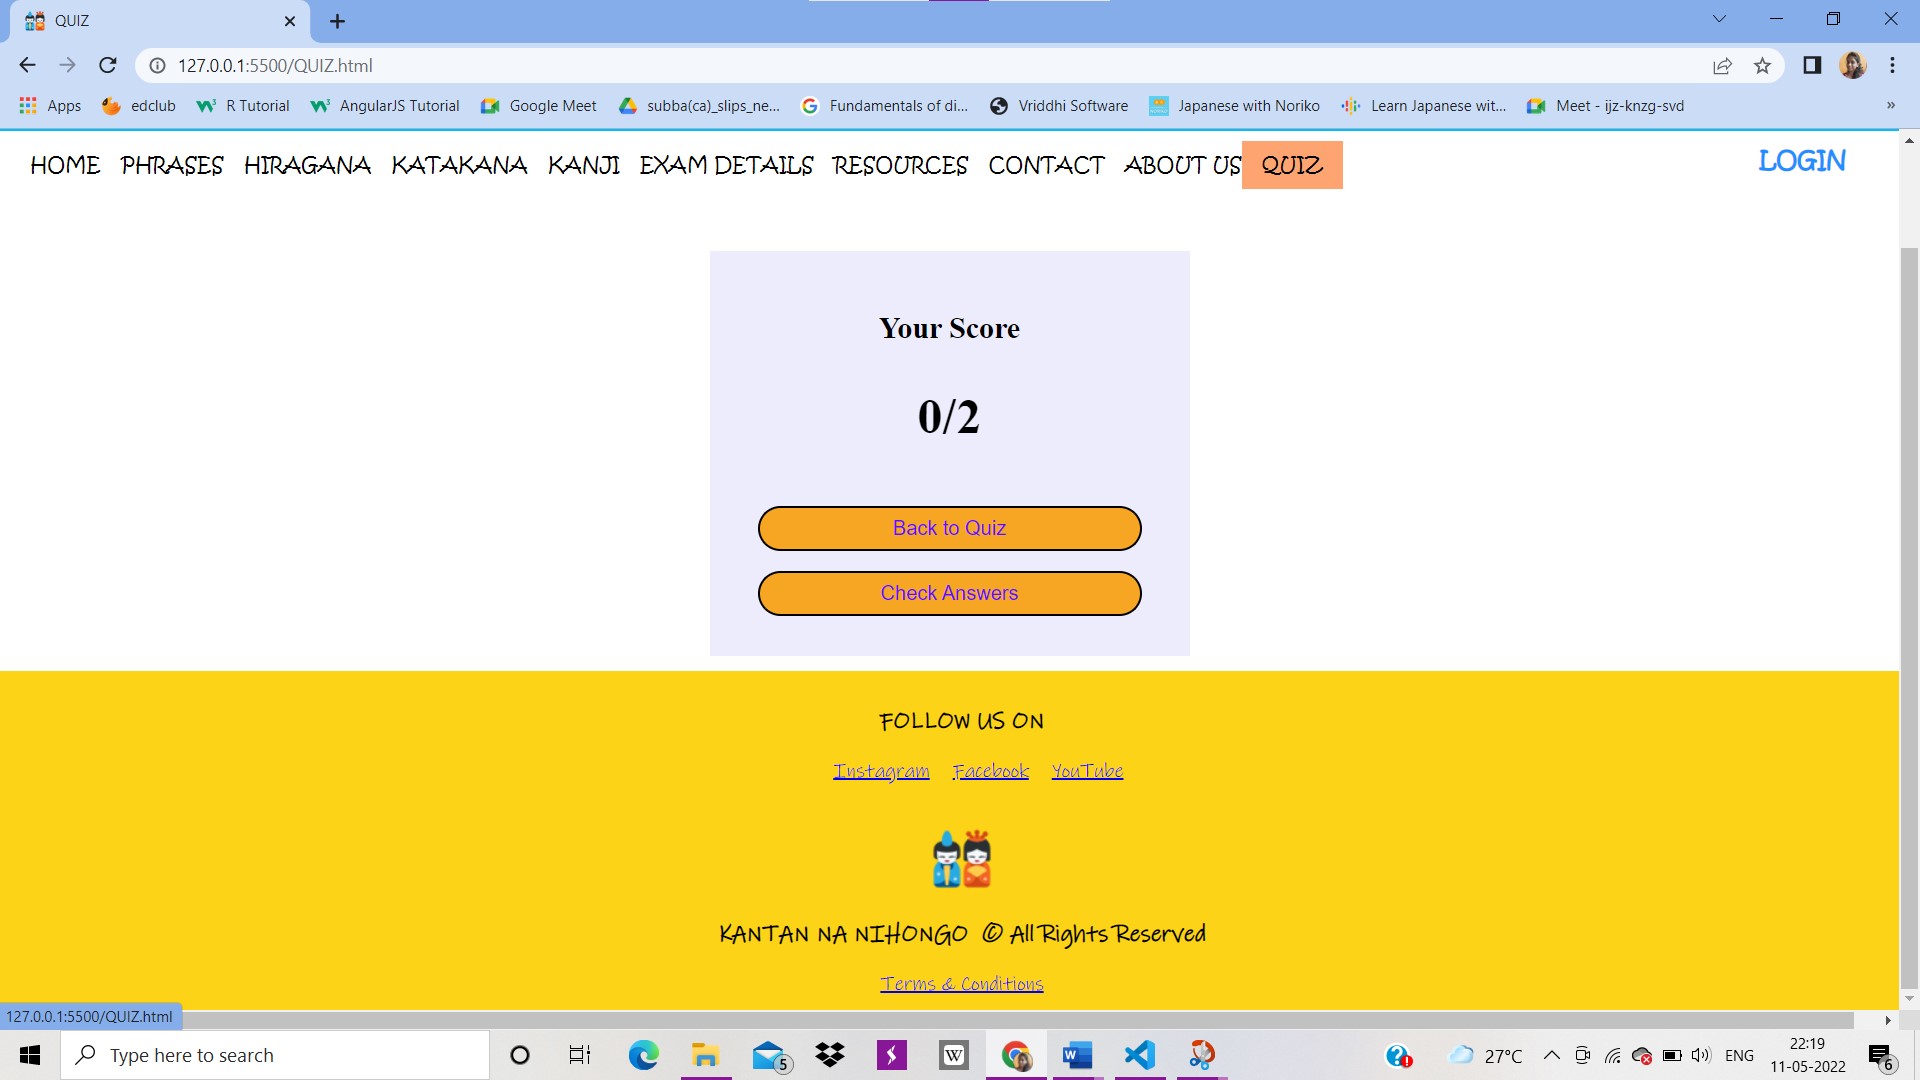 QUIZ
127.0.0.1:5500/QUIZ.html
Apps edclub R Tutorial AngularJS Tutorial Google Meet subba(ca)_slips_ne... Fundamentals of di... Vriddhi Software Japanese with Noriko Learn Japanese wit... Meet - ijz-knzg-svd »
HOME PHRASES HIRAGANA KATAKANA KANJI EXAM DETAILS RESOURCES CONTACT ABOUT US QUIZ LOGIN
Your Score
0/2
Back to Quiz
Check Answers
FOLLOW US ON
Instagram Facebook YouTube
KANTAN NA NIHONGO © All Rights Reserved
Terms & Conditions
127.0.0.1:5500/QUIZ.html
Type here to search 5 W W 27°C ENG 22:19
11-05-2022 6